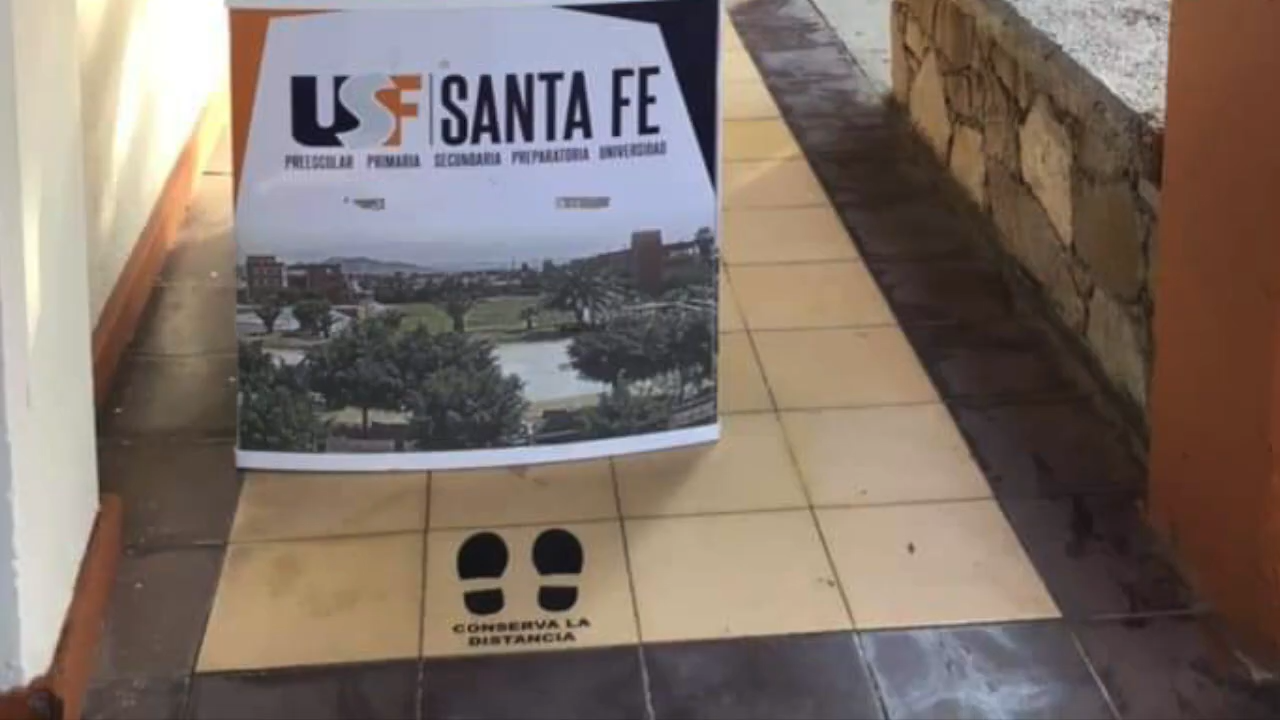 USF SANTA FE
PREESCOLAR PRIMARIA SECUNDARIA PREPARATORIA UNIVERSIDAD
CONSERVA LA
DISTANCIA